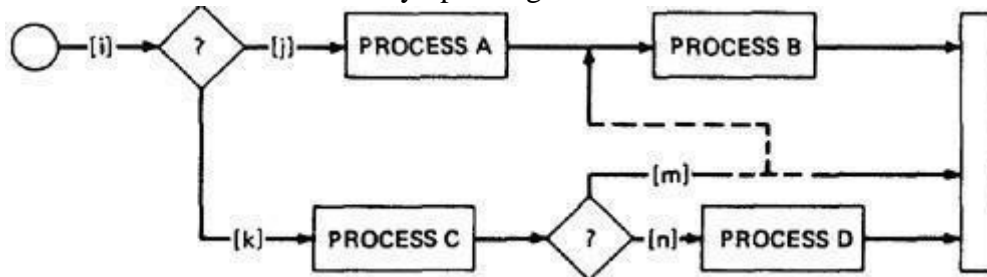 [i]
?
[j]
PROCESS A
PROCESS B
[m]
[k]
PROCESS C
?
[n]
PROCESS D